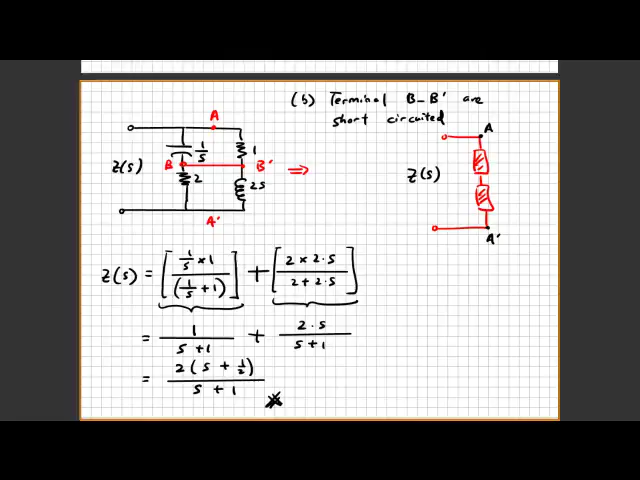 (b) Terminal B-B' are
short circuited
A
1/s
1
B
B'
⇒
Z(s)
2
2s
A'
A
Z(s)
A'
Z(s) = [ (1/s × 1) / (1/s + 1) ] + [ (2 × 2·s) / (2 + 2·s) ]
= 1 / (s+1) + 2·s / (s+1)
= 2(s + 1/2) / (s + 1)